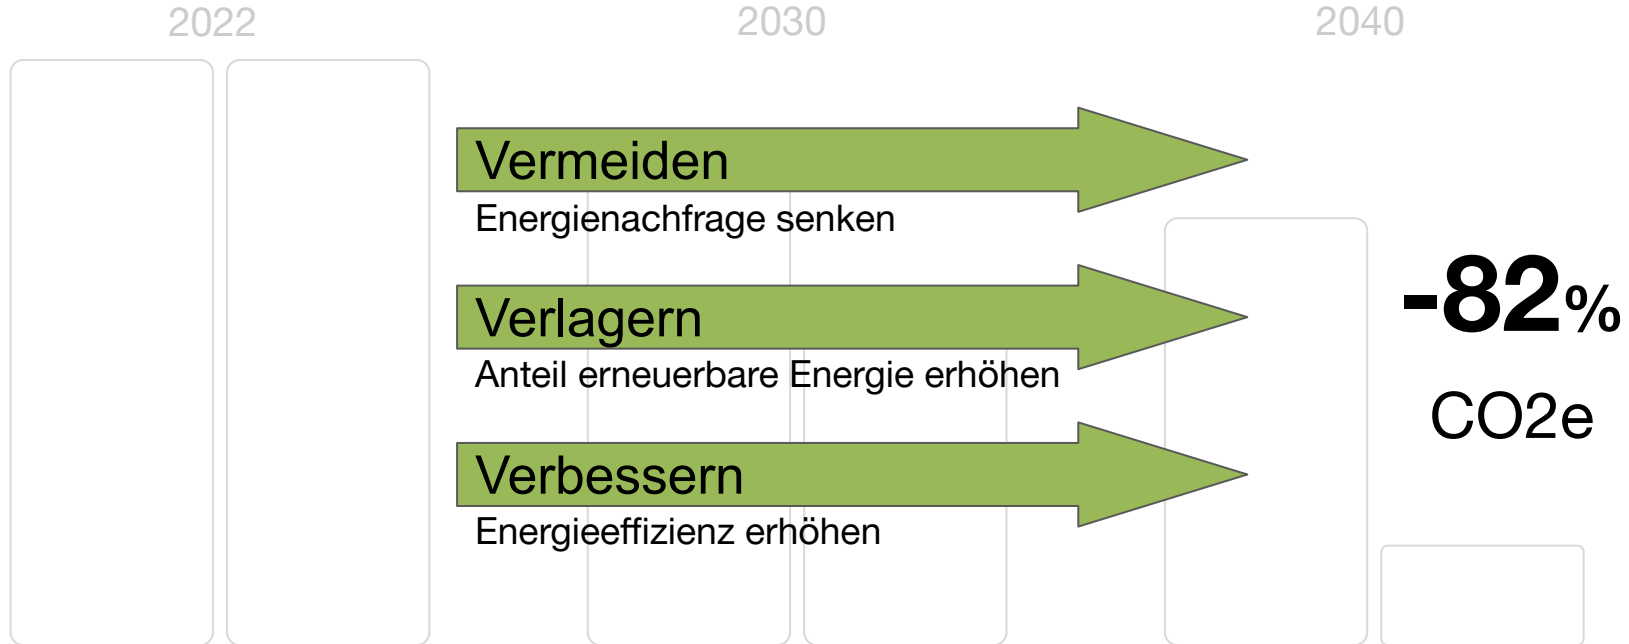 2022
2030
2040
Vermeiden
Energienachfrage senken
Verlagern
Anteil erneuerbare Energie erhöhen
Verbessern
Energieeffizienz erhöhen
-82%
CO2e